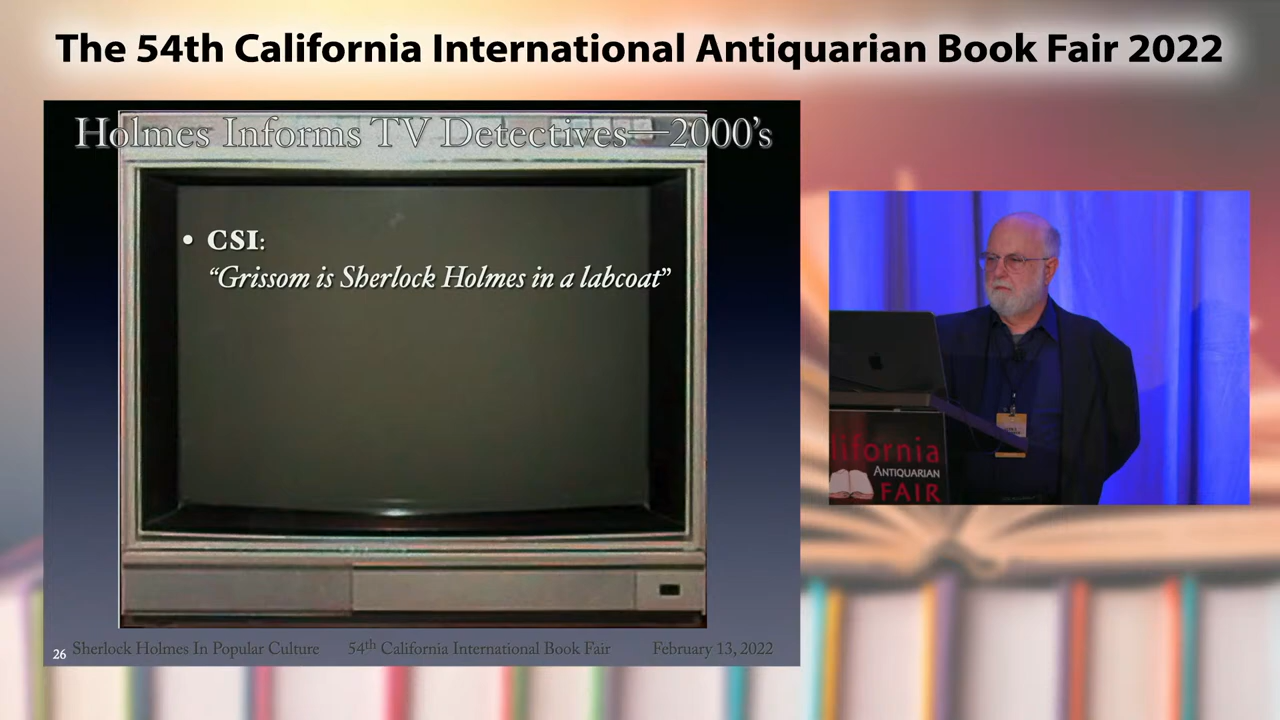 The 54th California International Antiquarian Book Fair 2022
Holmes Informs TV Detectives—2000’s
• CSI:
“Grissom is Sherlock Holmes in a labcoat”
26 Sherlock Holmes In Popular Culture 54th California International Book Fair February 13, 2022
lifornia
ANTIQUARIAN
FAIR